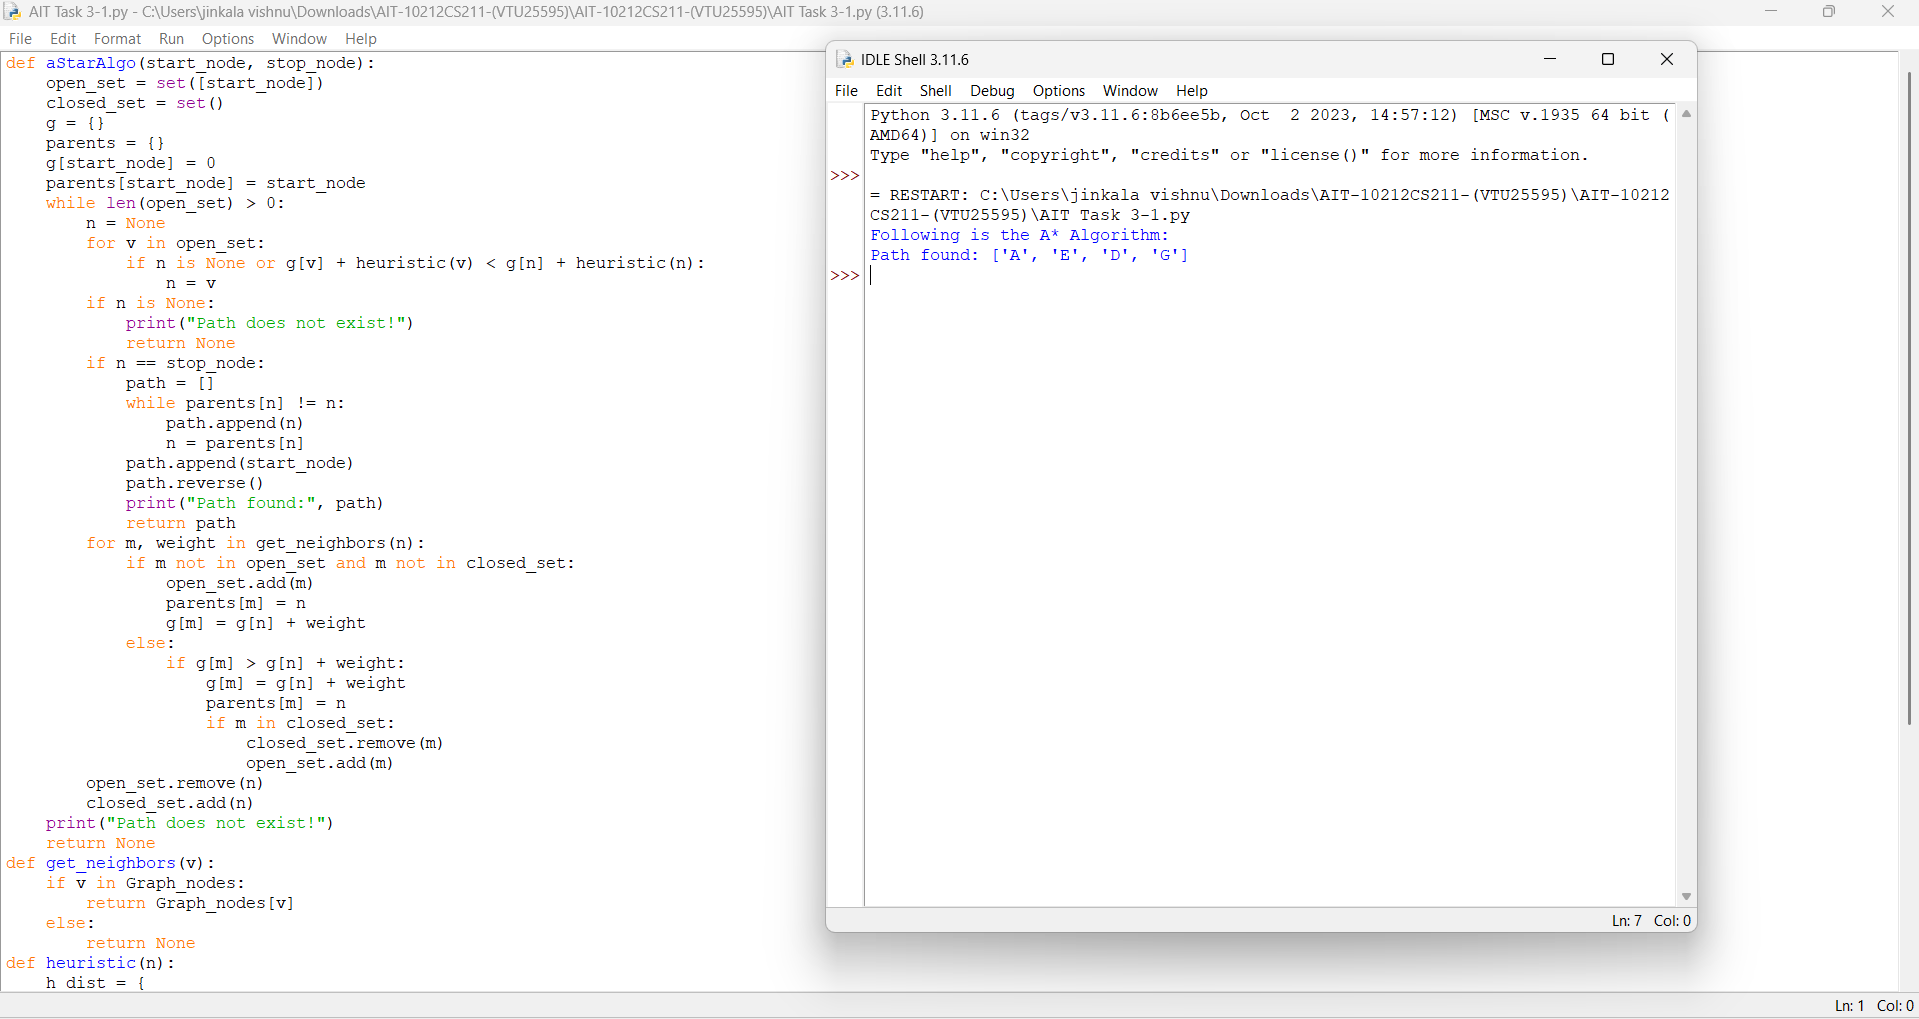 AIT Task 3-1.py - C:\Users\jinkala vishnu\Downloads\AIT-10212CS211-(VTU25595)\AIT-10212CS211-(VTU25595)\AIT Task 3-1.py (3.11.6)
File Edit Format Run Options Window Help
def aStarAlgo(start_node, stop_node):
    open_set = set([start_node])
    closed_set = set()
    g = {}
    parents = {}
    g[start_node] = 0
    parents[start_node] = start_node
    while len(open_set) > 0:
        n = None
        for v in open_set:
            if n is None or g[v] + heuristic(v) < g[n] + heuristic(n):
                n = v
        if n is None:
            print("Path does not exist!")
            return None
        if n == stop_node:
            path = []
            while parents[n] != n:
                path.append(n)
                n = parents[n]
            path.append(start_node)
            path.reverse()
            print("Path found:", path)
            return path
        for m, weight in get_neighbors(n):
            if m not in open_set and m not in closed_set:
                open_set.add(m)
                parents[m] = n
                g[m] = g[n] + weight
            else:
                if g[m] > g[n] + weight:
                    g[m] = g[n] + weight
                    parents[m] = n
                    if m in closed_set:
                        closed_set.remove(m)
                        open_set.add(m)
        open_set.remove(n)
        closed_set.add(n)
    print("Path does not exist!")
    return None
def get_neighbors(v):
    if v in Graph_nodes:
        return Graph_nodes[v]
    else:
        return None
def heuristic(n):
    h_dist = {
Ln: 1 Col: 0
IDLE Shell 3.11.6
File Edit Shell Debug Options Window Help
Python 3.11.6 (tags/v3.11.6:8b6ee5b, Oct  2 2023, 14:57:12) [MSC v.1935 64 bit (
AMD64)] on win32
Type "help", "copyright", "credits" or "license()" for more information.
>>>
= RESTART: C:\Users\jinkala vishnu\Downloads\AIT-10212CS211-(VTU25595)\AIT-10212
CS211-(VTU25595)\AIT Task 3-1.py
Following is the A* Algorithm:
Path found: ['A', 'E', 'D', 'G']
>>>
Ln: 7 Col: 0